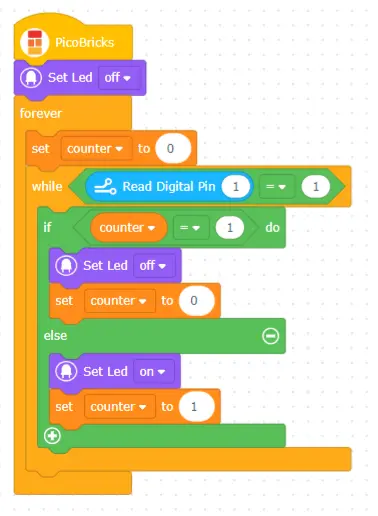 PicoBricks
Set Led off
forever
set counter to 0
while Read Digital Pin 1 = 1
if counter = 1 do
Set Led off
set counter to 0
else
Set Led on
set counter to 1